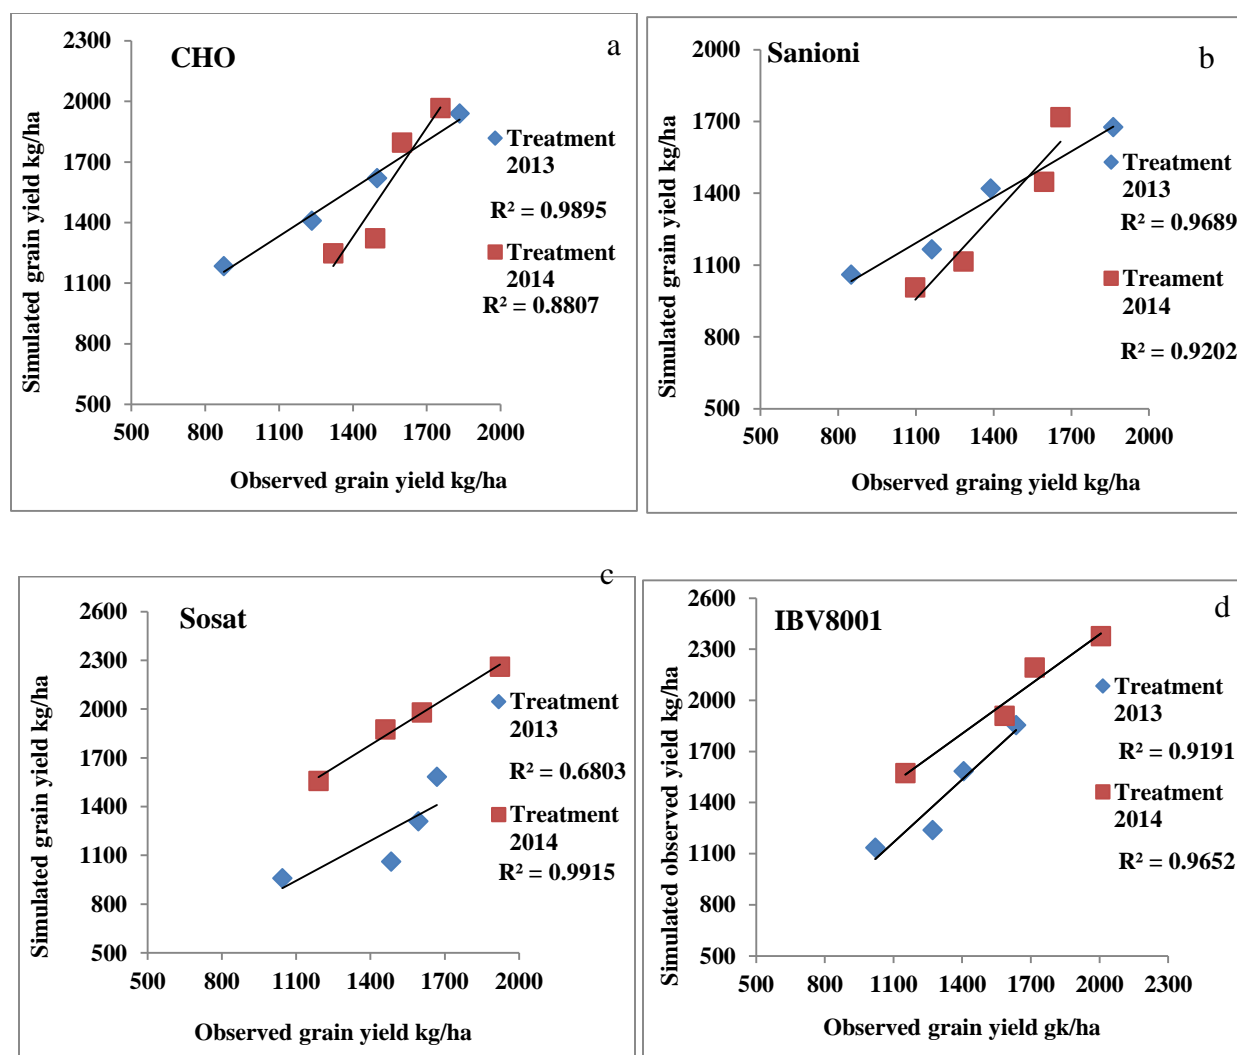 a
CHO
2300
2000
1700
1400
1100
800
500
500 800 1100 1400 1700 2000
Simulated grain yield kg/ha
Observed grain yield kg/ha
Treatment
2013
R² = 0.9895
Treatment
2014
R² = 0.8807
b
Sanioni
2000
1700
1400
1100
800
500
500 800 1100 1400 1700 2000
Simulated grain yield kg/ha
Observed graing yield kg/ha
Treatment
2013
R² = 0.9689
Treament
2014
R² = 0.9202
c
Sosat
2600
2300
2000
1700
1400
1100
800
500
500 800 1100 1400 1700 2000
Simulated grain yield kg/ha
Observed grain yield kg/ha
Treatment
2013
R² = 0.6803
Treatment
2014
R² = 0.9915
d
IBV8001
2600
2300
2000
1700
1400
1100
800
500
500 800 1100 1400 1700 2000 2300
Simulated observed yield kg/ha
Observed grain yield gk/ha
Treatment
2013
R² = 0.9191
Treatment
2014
R² = 0.9652